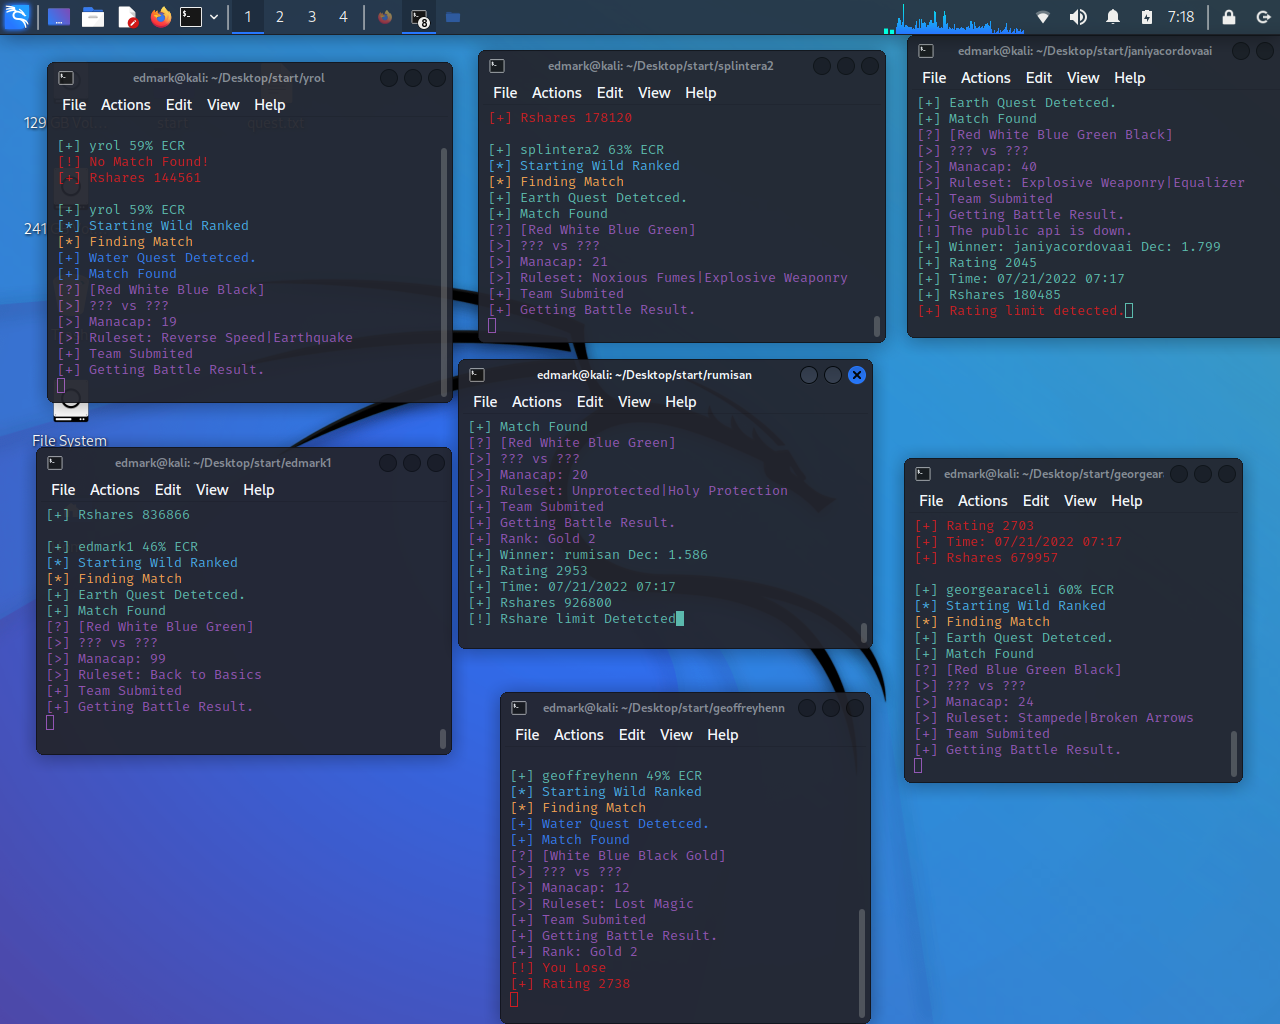 1 2 3 4
8
7:18
edmark@kali: ~/Desktop/start/yrol
File Actions Edit View Help
[+] yrol 59% ECR
[!] No Match Found!
[+] Rshares 144561
[+] yrol 59% ECR
[*] Starting Wild Ranked
[*] Finding Match
[+] Water Quest Detetced.
[+] Match Found
[?] [Red White Blue Black]
[>] ??? vs ???
[>] Manacap: 19
[>] Ruleset: Reverse Speed|Earthquake
[+] Team Submited
[+] Getting Battle Result.
File System
edmark@kali: ~/Desktop/start/splintera2
File Actions Edit View Help
[+] Rshares 178120
[+] splintera2 63% ECR
[*] Starting Wild Ranked
[*] Finding Match
[+] Earth Quest Detetced.
[+] Match Found
[?] [Red White Blue Green]
[>] ??? vs ???
[>] Manacap: 21
[>] Ruleset: Noxious Fumes|Explosive Weaponry
[+] Team Submited
[+] Getting Battle Result.
edmark@kali: ~/Desktop/start/janiyacordovaai
File Actions Edit View Help
[+] Earth Quest Detetced.
[+] Match Found
[?] [Red White Blue Green Black]
[>] ??? vs ???
[>] Manacap: 40
[>] Ruleset: Explosive Weaponry|Equalizer
[+] Team Submited
[+] Getting Battle Result.
[!] The public api is down.
[+] Winner: janiyacordovaai Dec: 1.799
[+] Rating 2045
[+] Time: 07/21/2022 07:17
[+] Rshares 180485
[+] Rating limit detected.
edmark@kali: ~/Desktop/start/rumisan
File Actions Edit View Help
[+] Match Found
[?] [Red White Blue Green]
[>] ??? vs ???
[>] Manacap: 20
[>] Ruleset: Unprotected|Holy Protection
[+] Team Submited
[+] Getting Battle Result.
[+] Rank: Gold 2
[+] Winner: rumisan Dec: 1.586
[+] Rating 2953
[+] Time: 07/21/2022 07:17
[+] Rshares 926800
[!] Rshare limit Detetcted
edmark@kali: ~/Desktop/start/edmark1
File Actions Edit View Help
[+] Rshares 836866
[+] edmark1 46% ECR
[*] Starting Wild Ranked
[*] Finding Match
[+] Earth Quest Detetced.
[+] Match Found
[?] [Red White Blue Green]
[>] ??? vs ???
[>] Manacap: 99
[>] Ruleset: Back to Basics
[+] Team Submited
[+] Getting Battle Result.
edmark@kali: ~/Desktop/start/georgear
File Actions Edit View Help
[+] Rating 2703
[+] Time: 07/21/2022 07:17
[+] Rshares 679957
[+] georgearaceli 60% ECR
[*] Starting Wild Ranked
[*] Finding Match
[+] Earth Quest Detetced.
[+] Match Found
[?] [Red Blue Green Black]
[>] ??? vs ???
[>] Manacap: 24
[>] Ruleset: Stampede|Broken Arrows
[+] Team Submited
[+] Getting Battle Result.
edmark@kali: ~/Desktop/start/geoffreyhenn
File Actions Edit View Help
[+] geoffreyhenn 49% ECR
[*] Starting Wild Ranked
[*] Finding Match
[+] Water Quest Detetced.
[+] Match Found
[?] [White Blue Black Gold]
[>] ??? vs ???
[>] Manacap: 12
[>] Ruleset: Lost Magic
[+] Team Submited
[+] Getting Battle Result.
[+] Rank: Gold 2
[!] You Lose
[+] Rating 2738